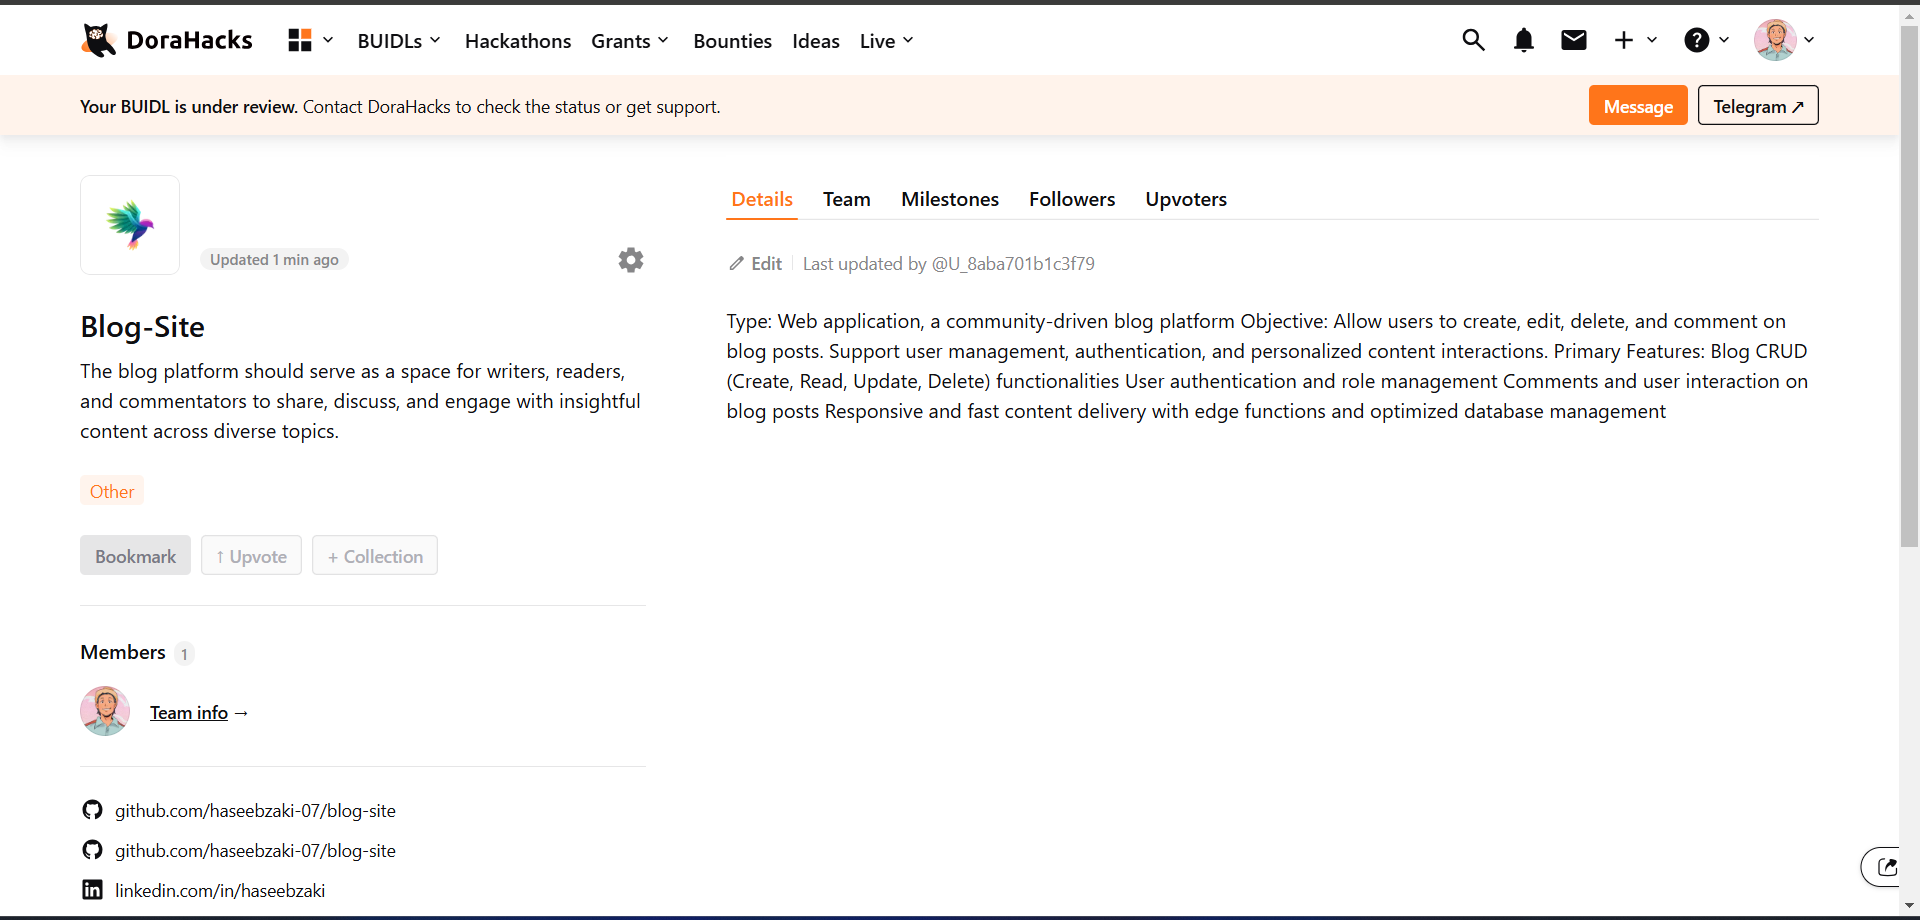 DoraHacks BUIDLs Hackathons Grants Bounties Ideas Live
Your BUIDL is under review. Contact DoraHacks to check the status or get support. Message Telegram ↗
Updated 1 min ago
Blog-Site
The blog platform should serve as a space for writers, readers,
and commentators to share, discuss, and engage with insightful
content across diverse topics.
Other
Bookmark ↑ Upvote + Collection
Members 1
Team info →
github.com/haseebzaki-07/blog-site
github.com/haseebzaki-07/blog-site
linkedin.com/in/haseebzaki
Details Team Milestones Followers Upvoters
Edit Last updated by @U_8aba701b1c3f79
Type: Web application, a community-driven blog platform Objective: Allow users to create, edit, delete, and comment on
blog posts. Support user management, authentication, and personalized content interactions. Primary Features: Blog CRUD
(Create, Read, Update, Delete) functionalities User authentication and role management Comments and user interaction on
blog posts Responsive and fast content delivery with edge functions and optimized database management